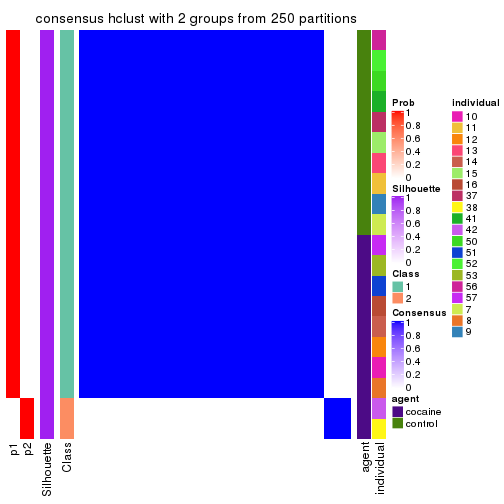 consensus hclust with 2 groups from 250 partitions
p1
p2
Silhouette
Class
agent
individual
Prob
1
0.8
0.6
0.4
0.2
0
Silhouette
1
0.8
0.6
0.4
0.2
0
Class
1
2
Consensus
1
0.8
0.6
0.4
0.2
0
agent
cocaine
control
individual
10
11
12
13
14
15
16
37
38
41
42
50
51
52
53
56
57
7
8
9